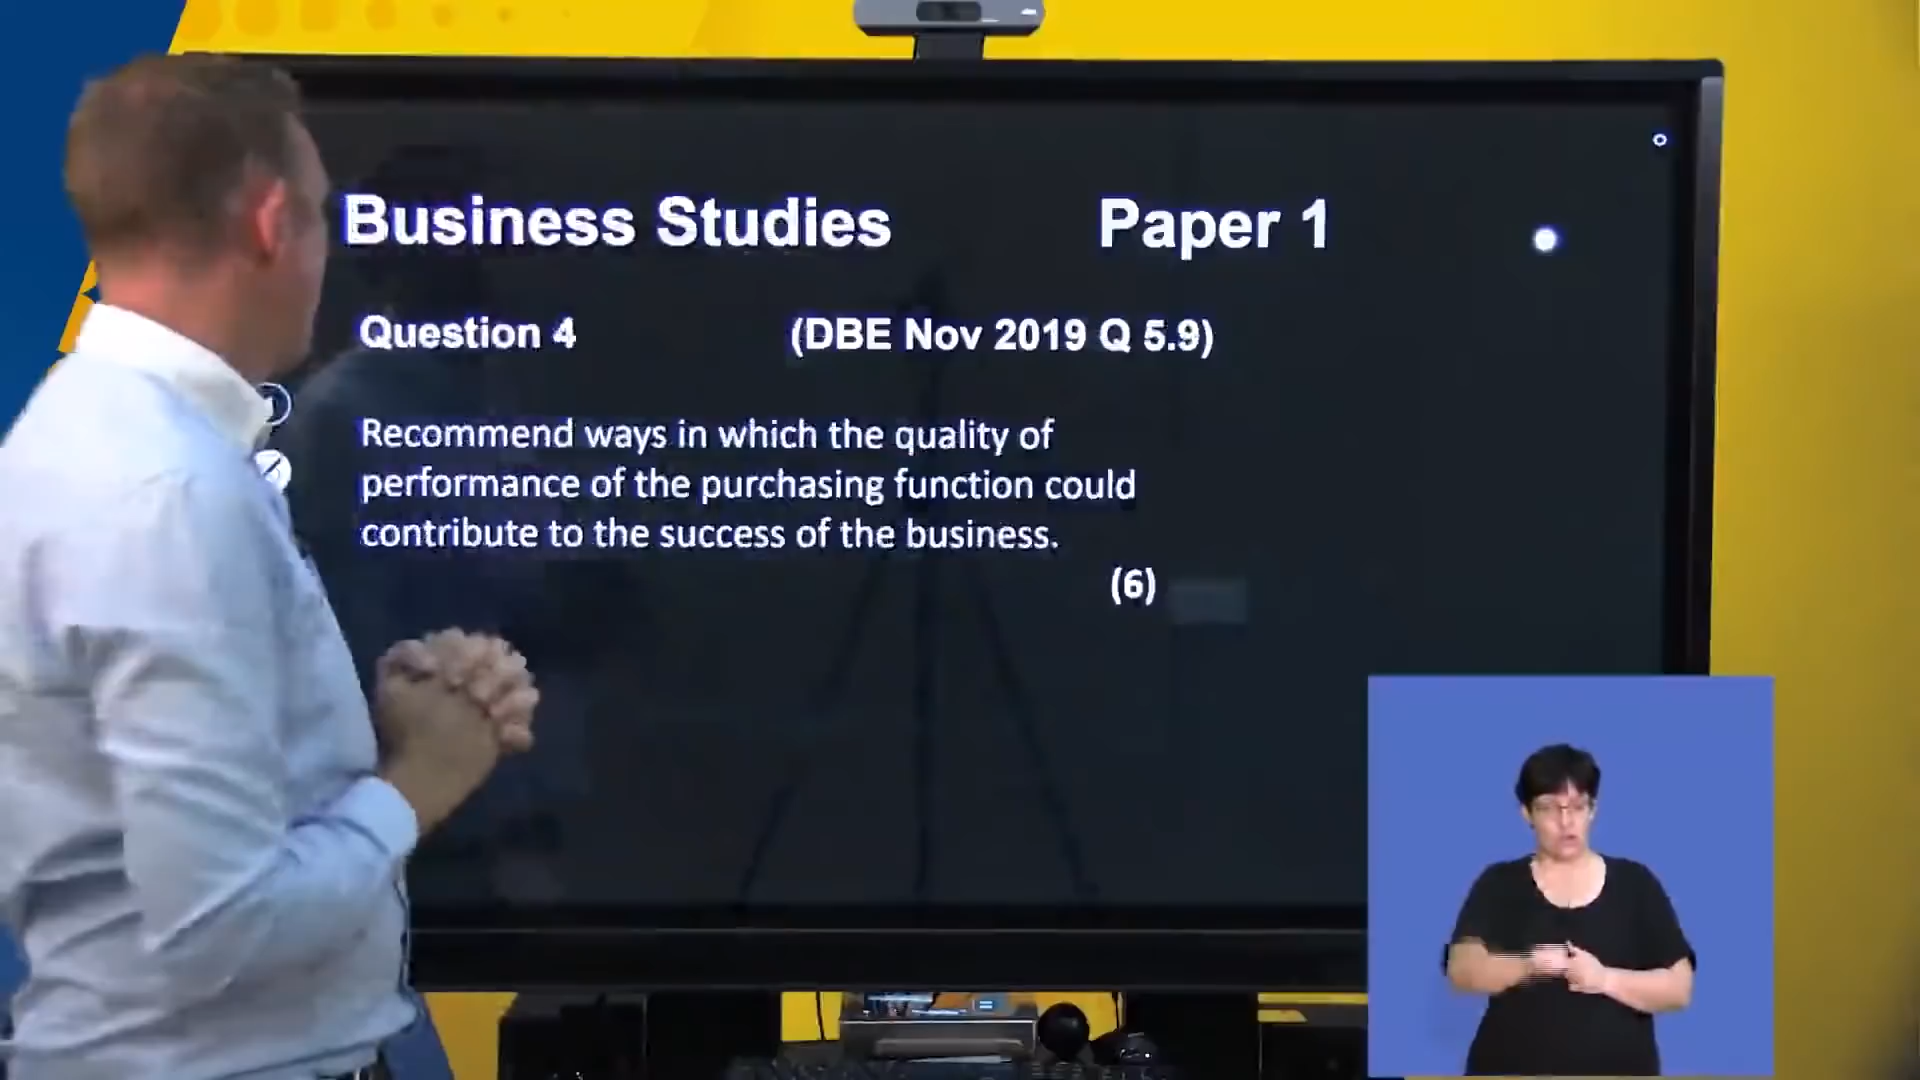 Business Studies Paper 1
Question 4 (DBE Nov 2019 Q 5.9)
Recommend ways in which the quality of
performance of the purchasing function could
contribute to the success of the business.
(6)